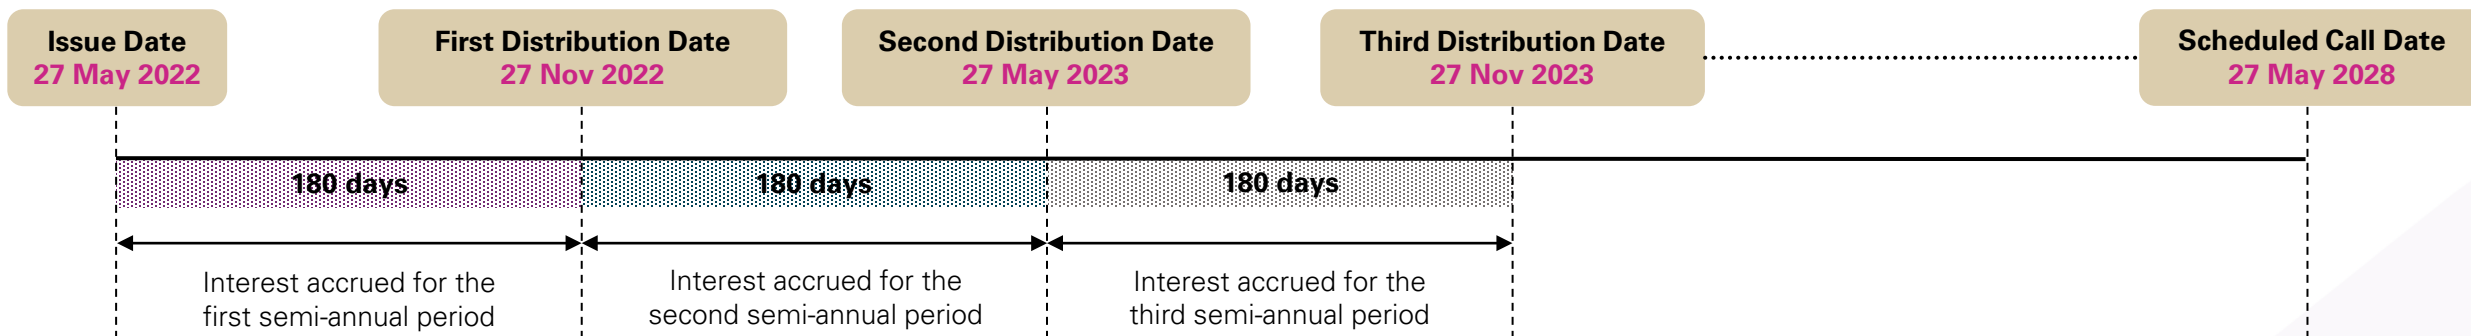 Issue Date
27 May 2022
First Distribution Date
27 Nov 2022
Second Distribution Date
27 May 2023
Third Distribution Date
27 Nov 2023
Scheduled Call Date
27 May 2028
180 days
180 days
180 days
Interest accrued for the
first semi-annual period
Interest accrued for the
second semi-annual period
Interest accrued for the
third semi-annual period